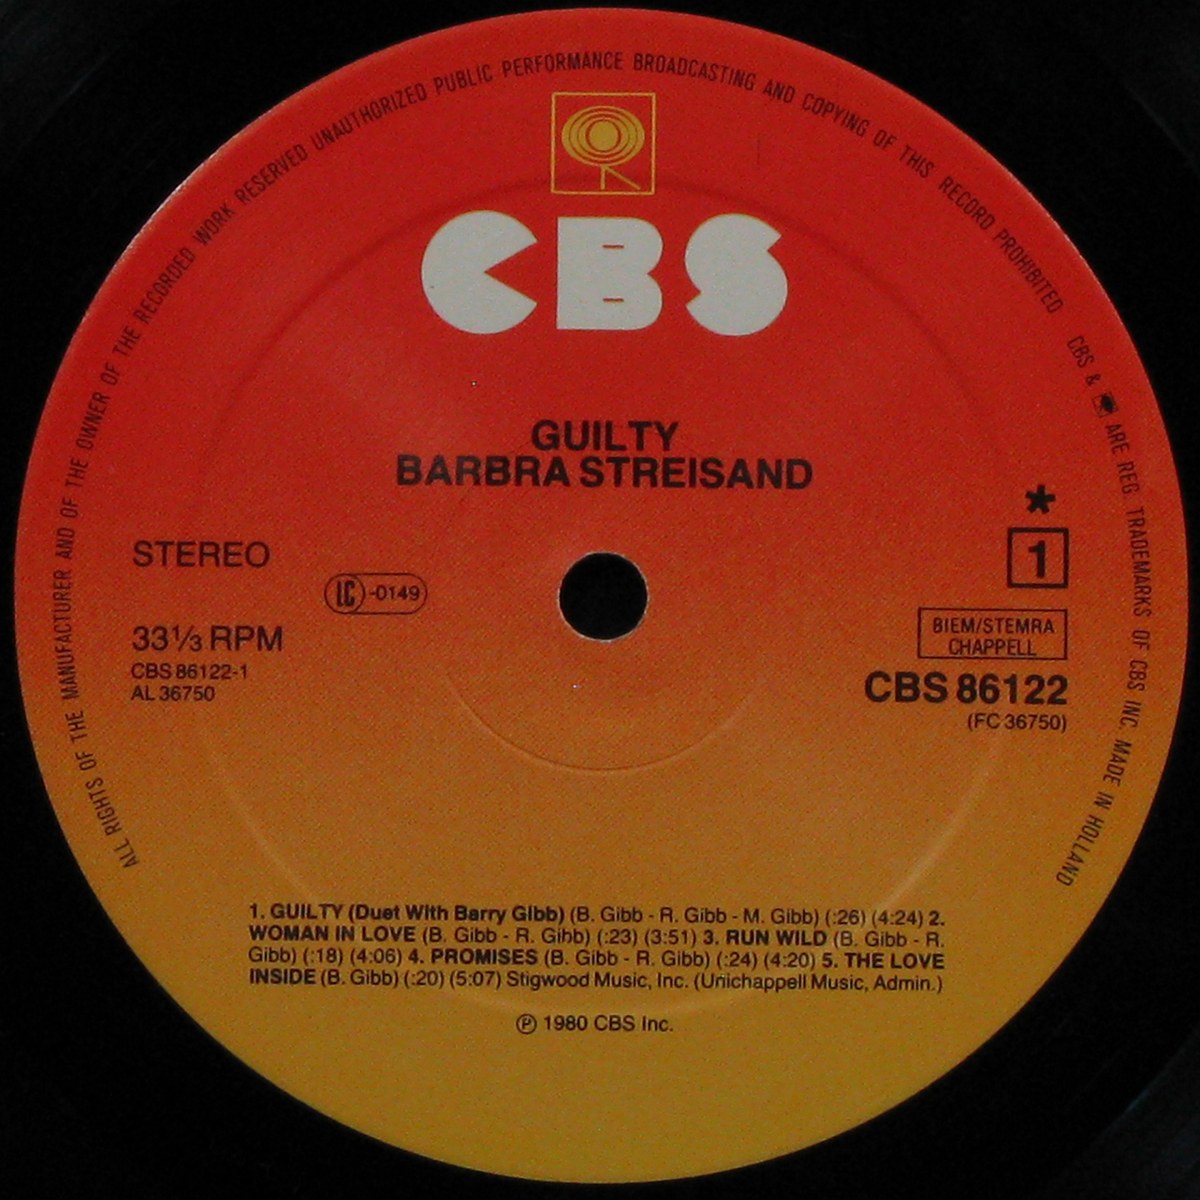 ALL RIGHTS OF THE MANUFACTURER AND OF THE OWNER OF THE RECORDED WORK RESERVED UNAUTHORIZED PUBLIC PERFORMANCE BROADCASTING AND COPYING OF THIS RECORD PROHIBITED CBS & ARE REG. TRADEMARKS OF CBS INC. MADE IN HOLLAND
CBS
GUILTY
BARBRA STREISAND
STEREO
LC-0149
33⅓ RPM
CBS 86122-1
AL 36750
*
1
BIEM/STEMRA
CHAPPELL
CBS 86122
(FC 36750)
1. GUILTY (Duet With Barry Gibb) (B. Gibb - R. Gibb - M. Gibb) (:26) (4:24) 2.
WOMAN IN LOVE (B. Gibb - R. Gibb) (:23) (3:51) 3. RUN WILD (B. Gibb - R.
Gibb) (:18) (4:06) 4. PROMISES (B. Gibb - R. Gibb) (:24) (4:20) 5. THE LOVE
INSIDE (B. Gibb) (:20) (5:07) Stigwood Music, Inc. (Unichappell Music, Admin.)
℗ 1980 CBS Inc.